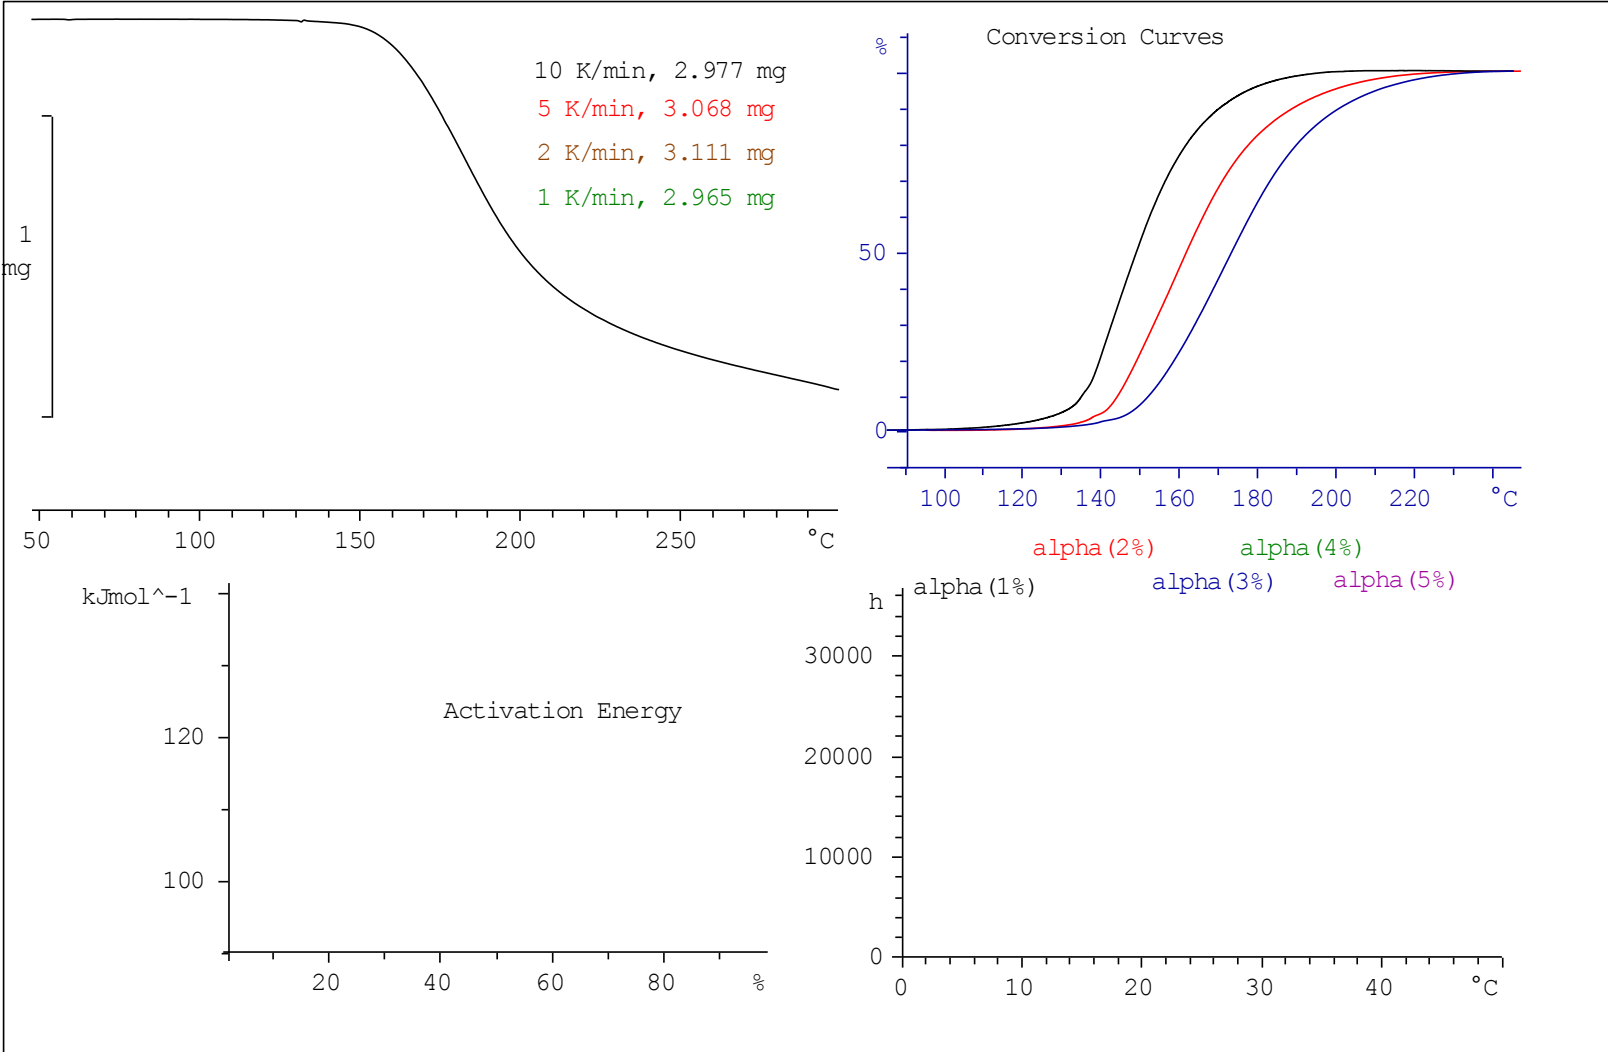 10 K/min, 2.977 mg
5 K/min, 3.068 mg
2 K/min, 3.111 mg
1 K/min, 2.965 mg
1
mg
50 100 150 200 250 °C
Conversion Curves
%
50
0
100 120 140 160 180 200 220 °C
kJmol^-1
Activation Energy
120
100
20 40 60 80 %
alpha(2%) alpha(4%)
alpha(1%) alpha(3%) alpha(5%)
h
30000
20000
10000
0
0 10 20 30 40 °C